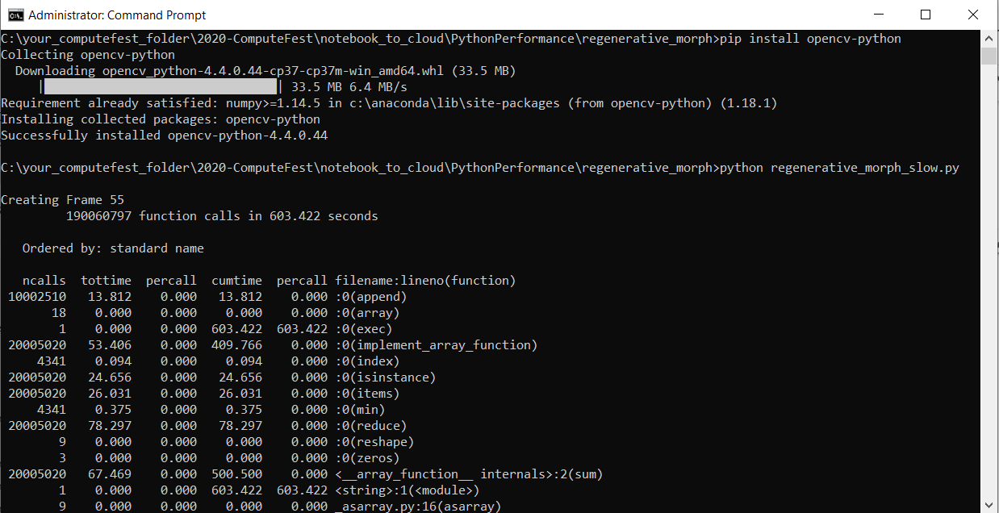 Administrator: Command Prompt
C:\your_computefest_folder\2020-ComputeFest\notebook_to_cloud\PythonPerformance\regenerative_morph>pip install opencv-python
Collecting opencv-python
  Downloading opencv_python-4.4.0.44-cp37-cp37m-win_amd64.whl (33.5 MB)
     |                                | 33.5 MB 6.4 MB/s
Requirement already satisfied: numpy>=1.14.5 in c:\anaconda\lib\site-packages (from opencv-python) (1.18.1)
Installing collected packages: opencv-python
Successfully installed opencv-python-4.4.0.44
C:\your_computefest_folder\2020-ComputeFest\notebook_to_cloud\PythonPerformance\regenerative_morph>python regenerative_morph_slow.py
Creating Frame 55
         190060797 function calls in 603.422 seconds
   Ordered by: standard name
   ncalls  tottime  percall  cumtime  percall filename:lineno(function)
 10002510   13.812    0.000   13.812    0.000 :0(append)
       18    0.000    0.000    0.000    0.000 :0(array)
        1    0.000    0.000  603.422  603.422 :0(exec)
 20005020   53.406    0.000  409.766    0.000 :0(implement_array_function)
     4341    0.094    0.000    0.094    0.000 :0(index)
 20005020   24.656    0.000   24.656    0.000 :0(isinstance)
 20005020   26.031    0.000   26.031    0.000 :0(items)
     4341    0.375    0.000    0.375    0.000 :0(min)
 20005020   78.297    0.000   78.297    0.000 :0(reduce)
        9    0.000    0.000    0.000    0.000 :0(reshape)
        3    0.000    0.000    0.000    0.000 :0(zeros)
 20005020   67.469    0.000  500.500    0.000 <__array_function__ internals>:2(sum)
        1    0.000    0.000  603.422  603.422 <string>:1(<module>)
        9    0.000    0.000    0.000    0.000 _asarray.py:16(asarray)